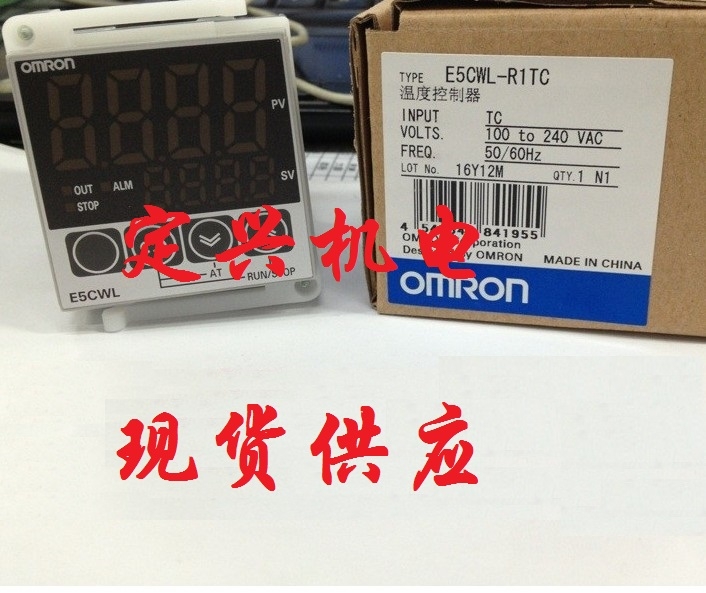 OMRON
PV
OUT ALM
STOP
SV
AT
RUN/STOP
E5CWL
TYPE E5CWL-R1TC
温度控制器
INPUT TC
VOLTS. 100 to 240 VAC
FREQ. 50/60Hz
LOT No. 16Y12M QTY.1 N1
841955
by OMRON MADE IN CHINA
OMRON
定兴机电
现货供应